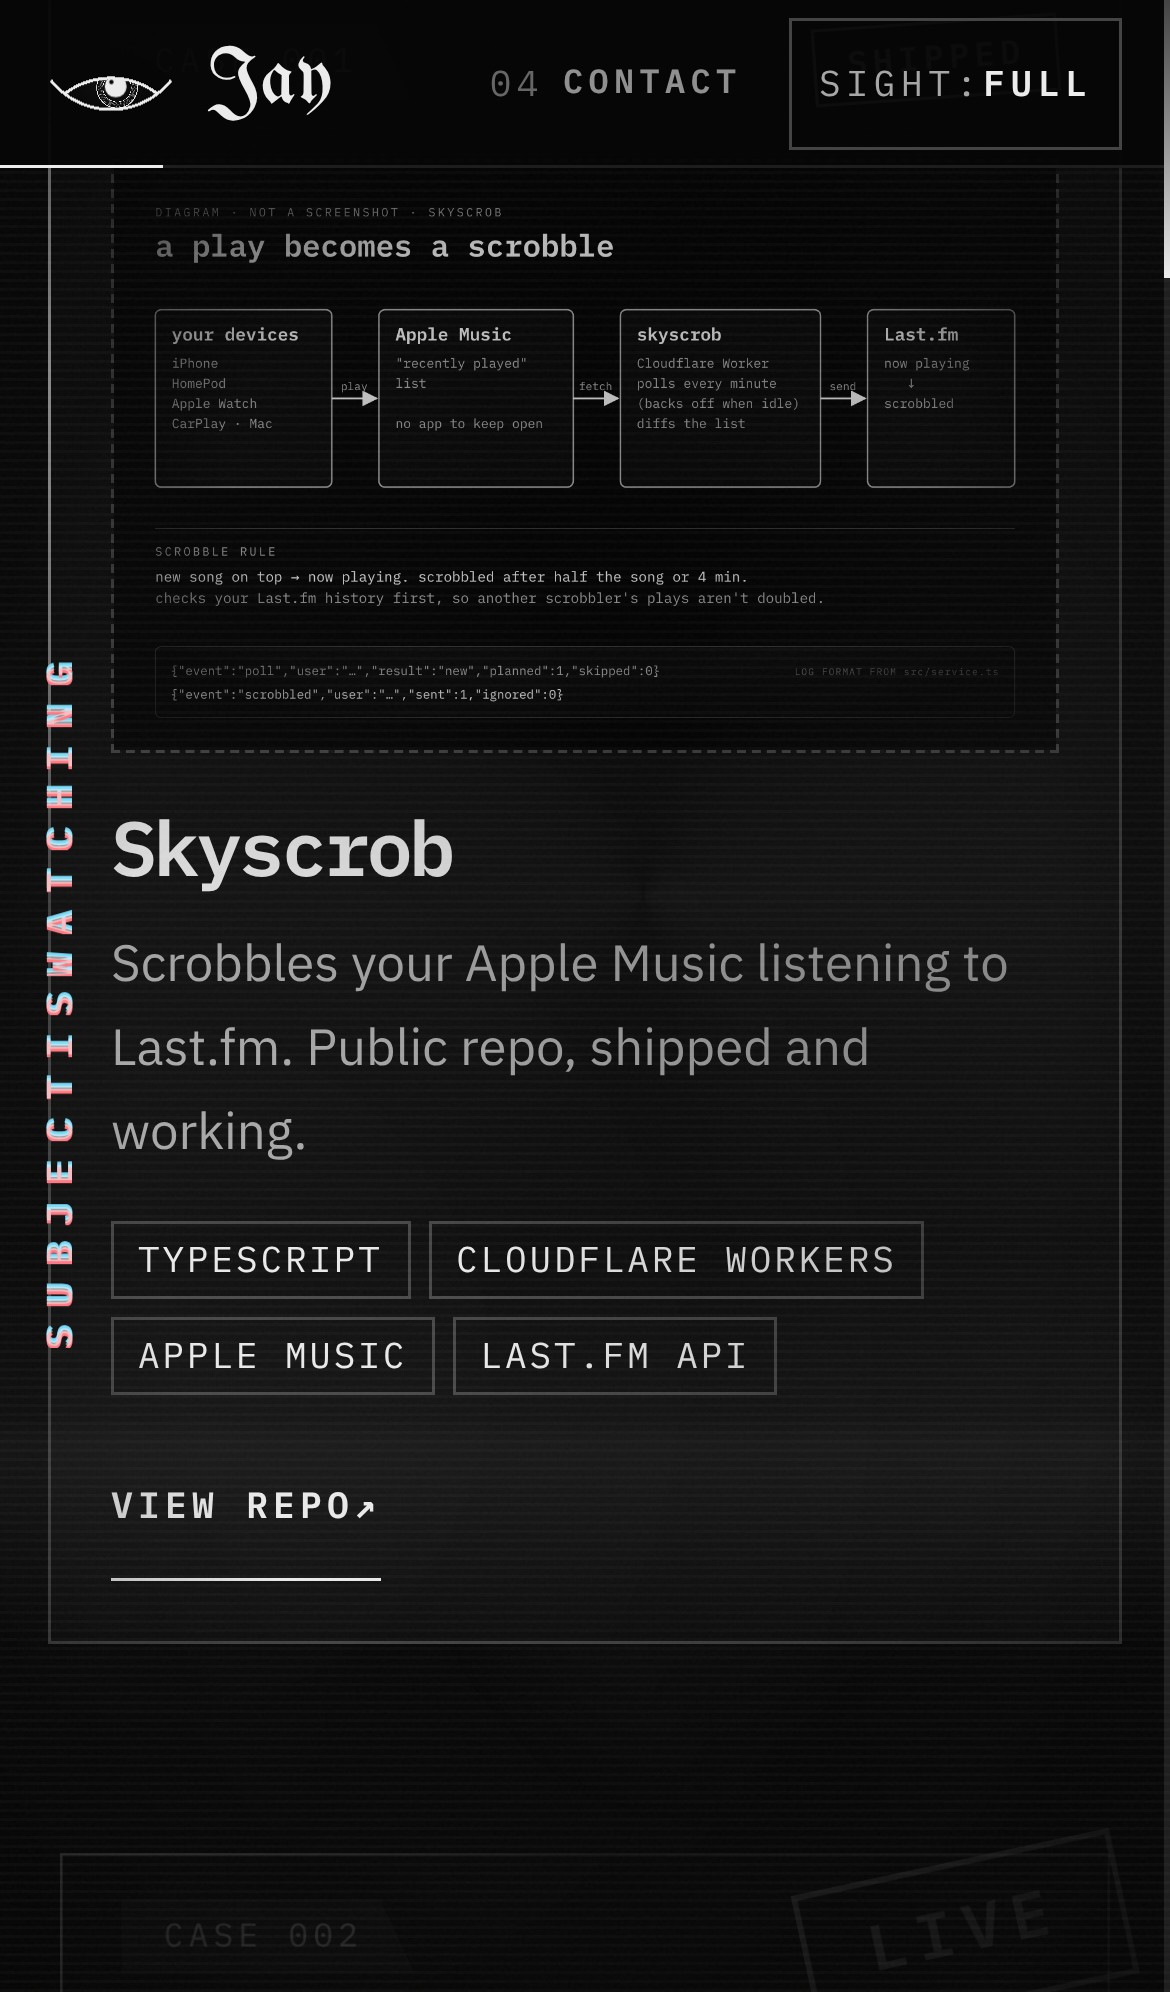 CASE 001
SHIPPED
Jay
04 CONTACT
SIGHT:FULL
DIAGRAM · NOT A SCREENSHOT · SKYSCROB
a play becomes a scrobble
your devices
iPhone
HomePod
Apple Watch
CarPlay · Mac
play
Apple Music
"recently played"
list
no app to keep open
fetch
skyscrob
Cloudflare Worker
polls every minute
(backs off when idle)
diffs the list
send
Last.fm
now playing
↓
scrobbled
SCROBBLE RULE
new song on top → now playing. scrobbled after half the song or 4 min.
checks your Last.fm history first, so another scrobbler's plays aren't doubled.
{"event":"poll","user":"…","result":"new","planned":1,"skipped":0}
LOG FORMAT FROM src/service.ts
{"event":"scrobbled","user":"…","sent":1,"ignored":0}
SUBJECTISWATCHING
Skyscrob
Scrobbles your Apple Music listening to
Last.fm. Public repo, shipped and
working.
TYPESCRIPT
CLOUDFLARE WORKERS
APPLE MUSIC
LAST.FM API
VIEW REPO↗
CASE 002
LIVE